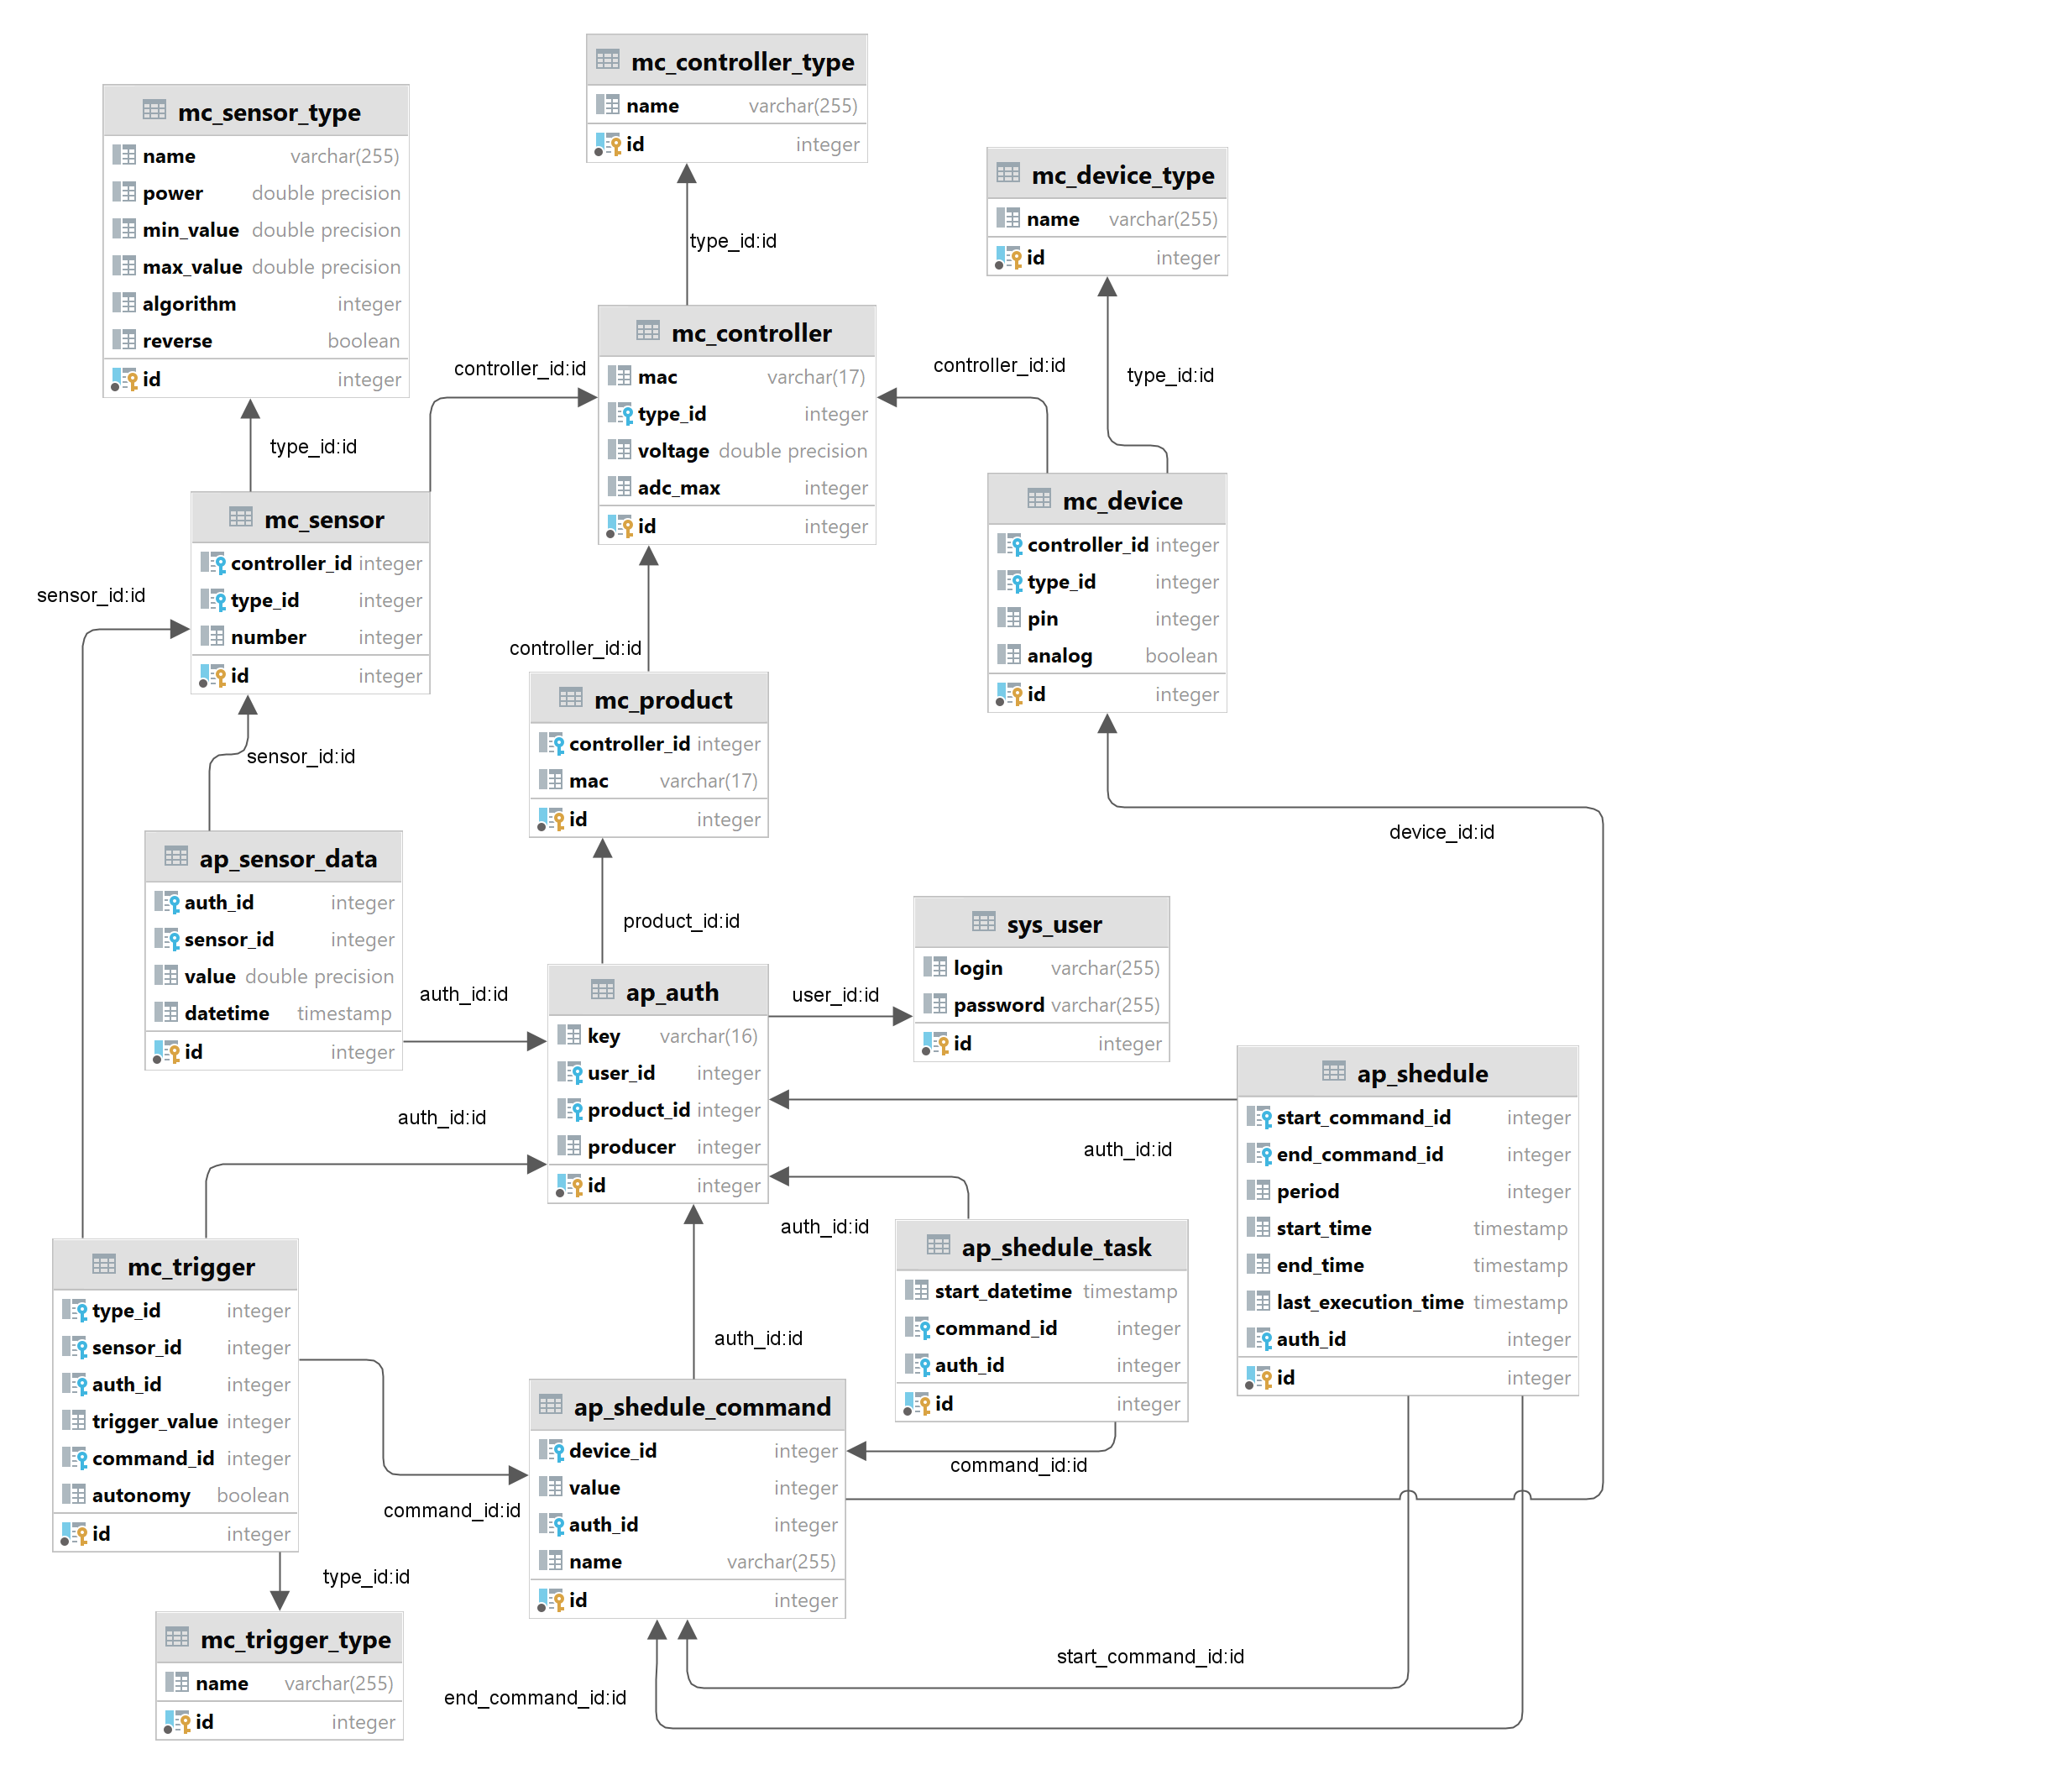 mc_controller_type
name varchar(255)
id integer
mc_sensor_type
name varchar(255)
power double precision
min_value double precision
max_value double precision
algorithm integer
reverse boolean
id integer
mc_device_type
name varchar(255)
id integer
type_id:id
mc_controller
mac varchar(17)
type_id integer
voltage double precision
adc_max integer
id integer
controller_id:id
controller_id:id
type_id:id
type_id:id
mc_sensor
controller_id integer
type_id integer
number integer
id integer
mc_device
controller_id integer
type_id integer
pin integer
analog boolean
id integer
sensor_id:id
controller_id:id
mc_product
controller_id integer
mac varchar(17)
id integer
sensor_id:id
device_id:id
ap_sensor_data
auth_id integer
sensor_id integer
value double precision
datetime timestamp
id integer
product_id:id
sys_user
login varchar(255)
password varchar(255)
id integer
auth_id:id
user_id:id
ap_auth
key varchar(16)
user_id integer
product_id integer
producer integer
id integer
ap_shedule
start_command_id integer
end_command_id integer
period integer
start_time timestamp
end_time timestamp
last_execution_time timestamp
auth_id integer
id integer
auth_id:id
auth_id:id
auth_id:id
ap_shedule_task
start_datetime timestamp
command_id integer
auth_id integer
id integer
mc_trigger
type_id integer
sensor_id integer
auth_id integer
trigger_value integer
command_id integer
autonomy boolean
id integer
auth_id:id
ap_shedule_command
device_id integer
value integer
auth_id integer
name varchar(255)
id integer
command_id:id
command_id:id
type_id:id
mc_trigger_type
name varchar(255)
id integer
start_command_id:id
end_command_id:id